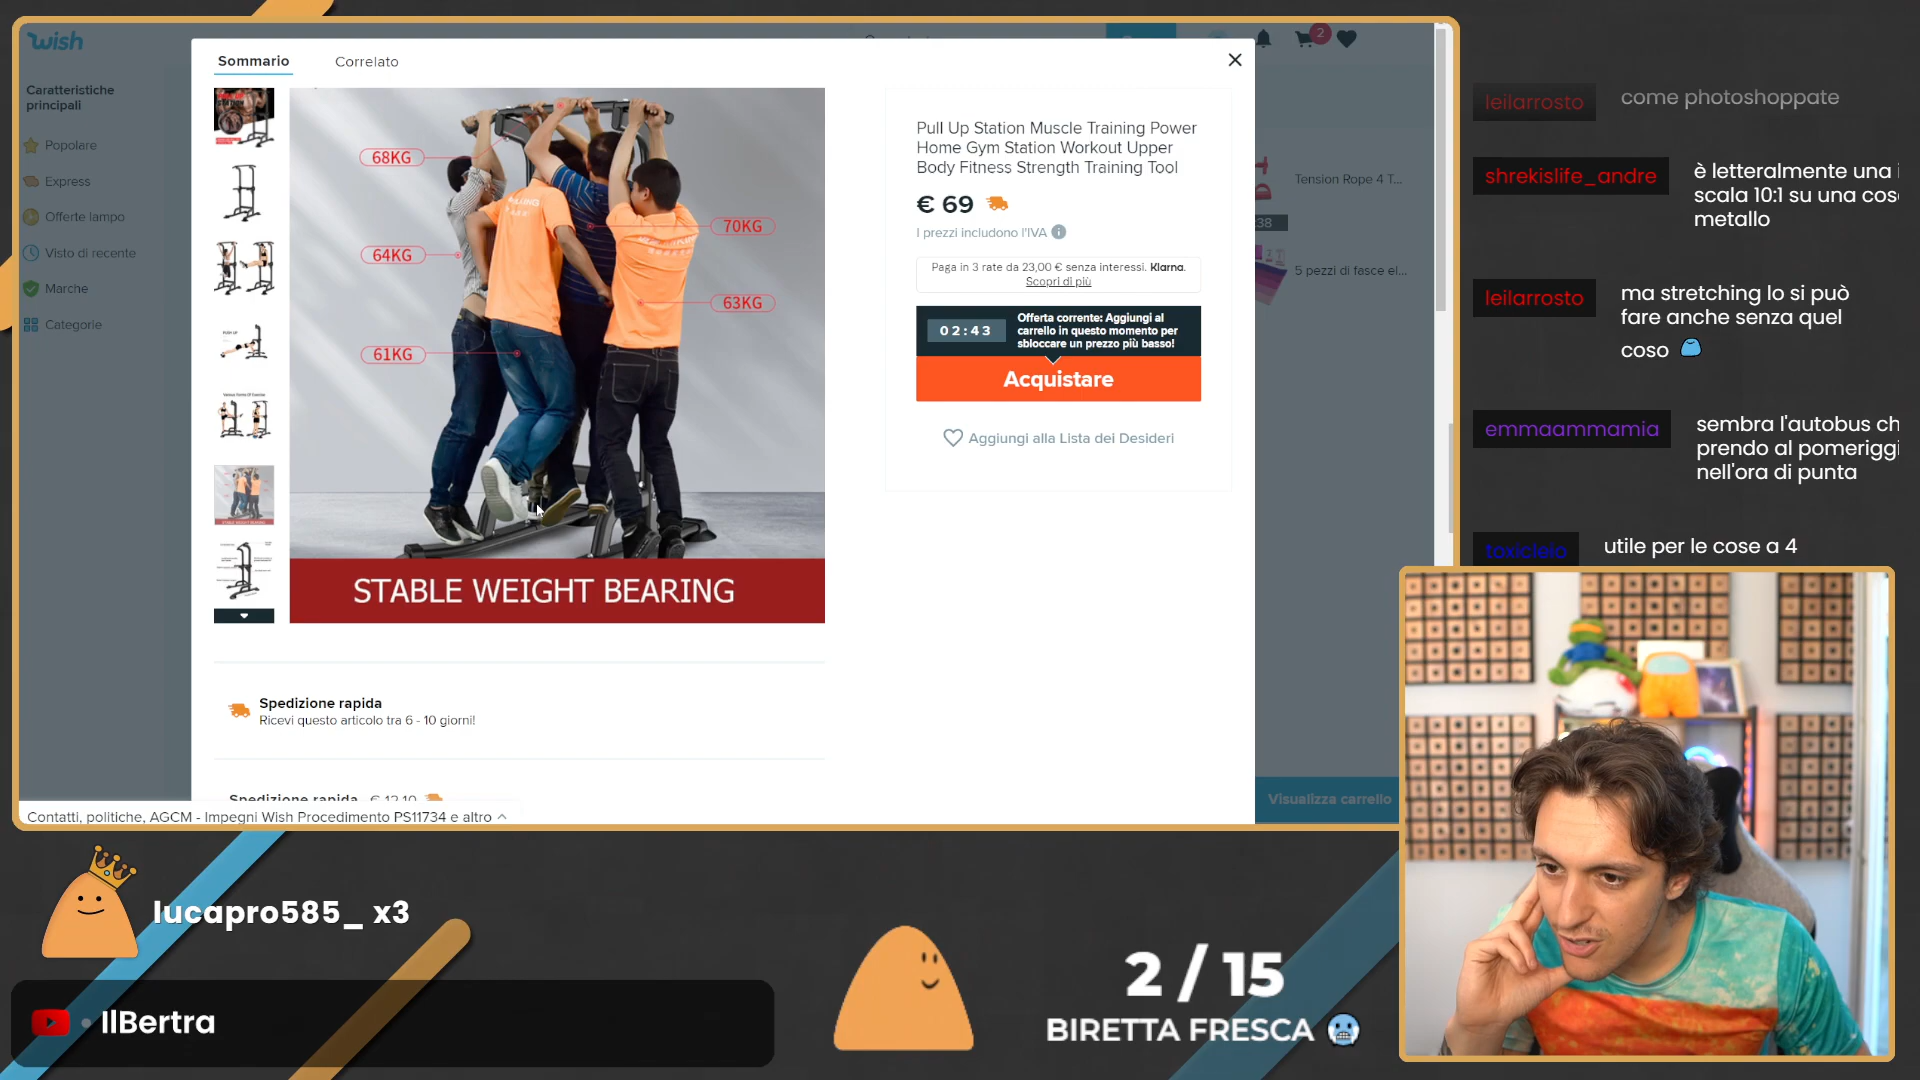 wish
Caratteristiche
principali
Popolare
Express
Offerte lampo
Visto di recente
Marche
Categorie
Sommario
Correlato
2
68KG
64KG
70KG
63KG
61KG
STABLE WEIGHT BEARING
Pull Up Station Muscle Training Power
Home Gym Station Workout Upper
Body Fitness Strength Training Tool
€ 69
I prezzi includono l'IVA
Paga in 3 rate da 23,00 € senza interessi. Klarna.
Scopri di più
02:43
Offerta corrente: Aggiungi al
carrello in questo momento per
sbloccare un prezzo più basso!
Acquistare
Aggiungi alla Lista dei Desideri
Tension Rope 4 T...
38
5 pezzi di fasce el...
Spedizione rapida
Ricevi questo articolo tra 6 - 10 giorni!
Spedizione rapida € 12,10
Contatti, politiche, AGCM - Impegni Wish Procedimento PS11734 e altro
Visualizza carrello
leilarrosto come photoshoppate
shrekislife_andre è letteralmente una i
scala 10:1 su una cos
metallo
leilarrosto ma stretching lo si può
fare anche senza quel
coso
emmaammamia sembra l'autobus ch
prendo al pomeriggi
nell'ora di punta
toxicleio utile per le cose a 4
lucapro585_ x3
IlBertra
2 / 15
BIRETTA FRESCA